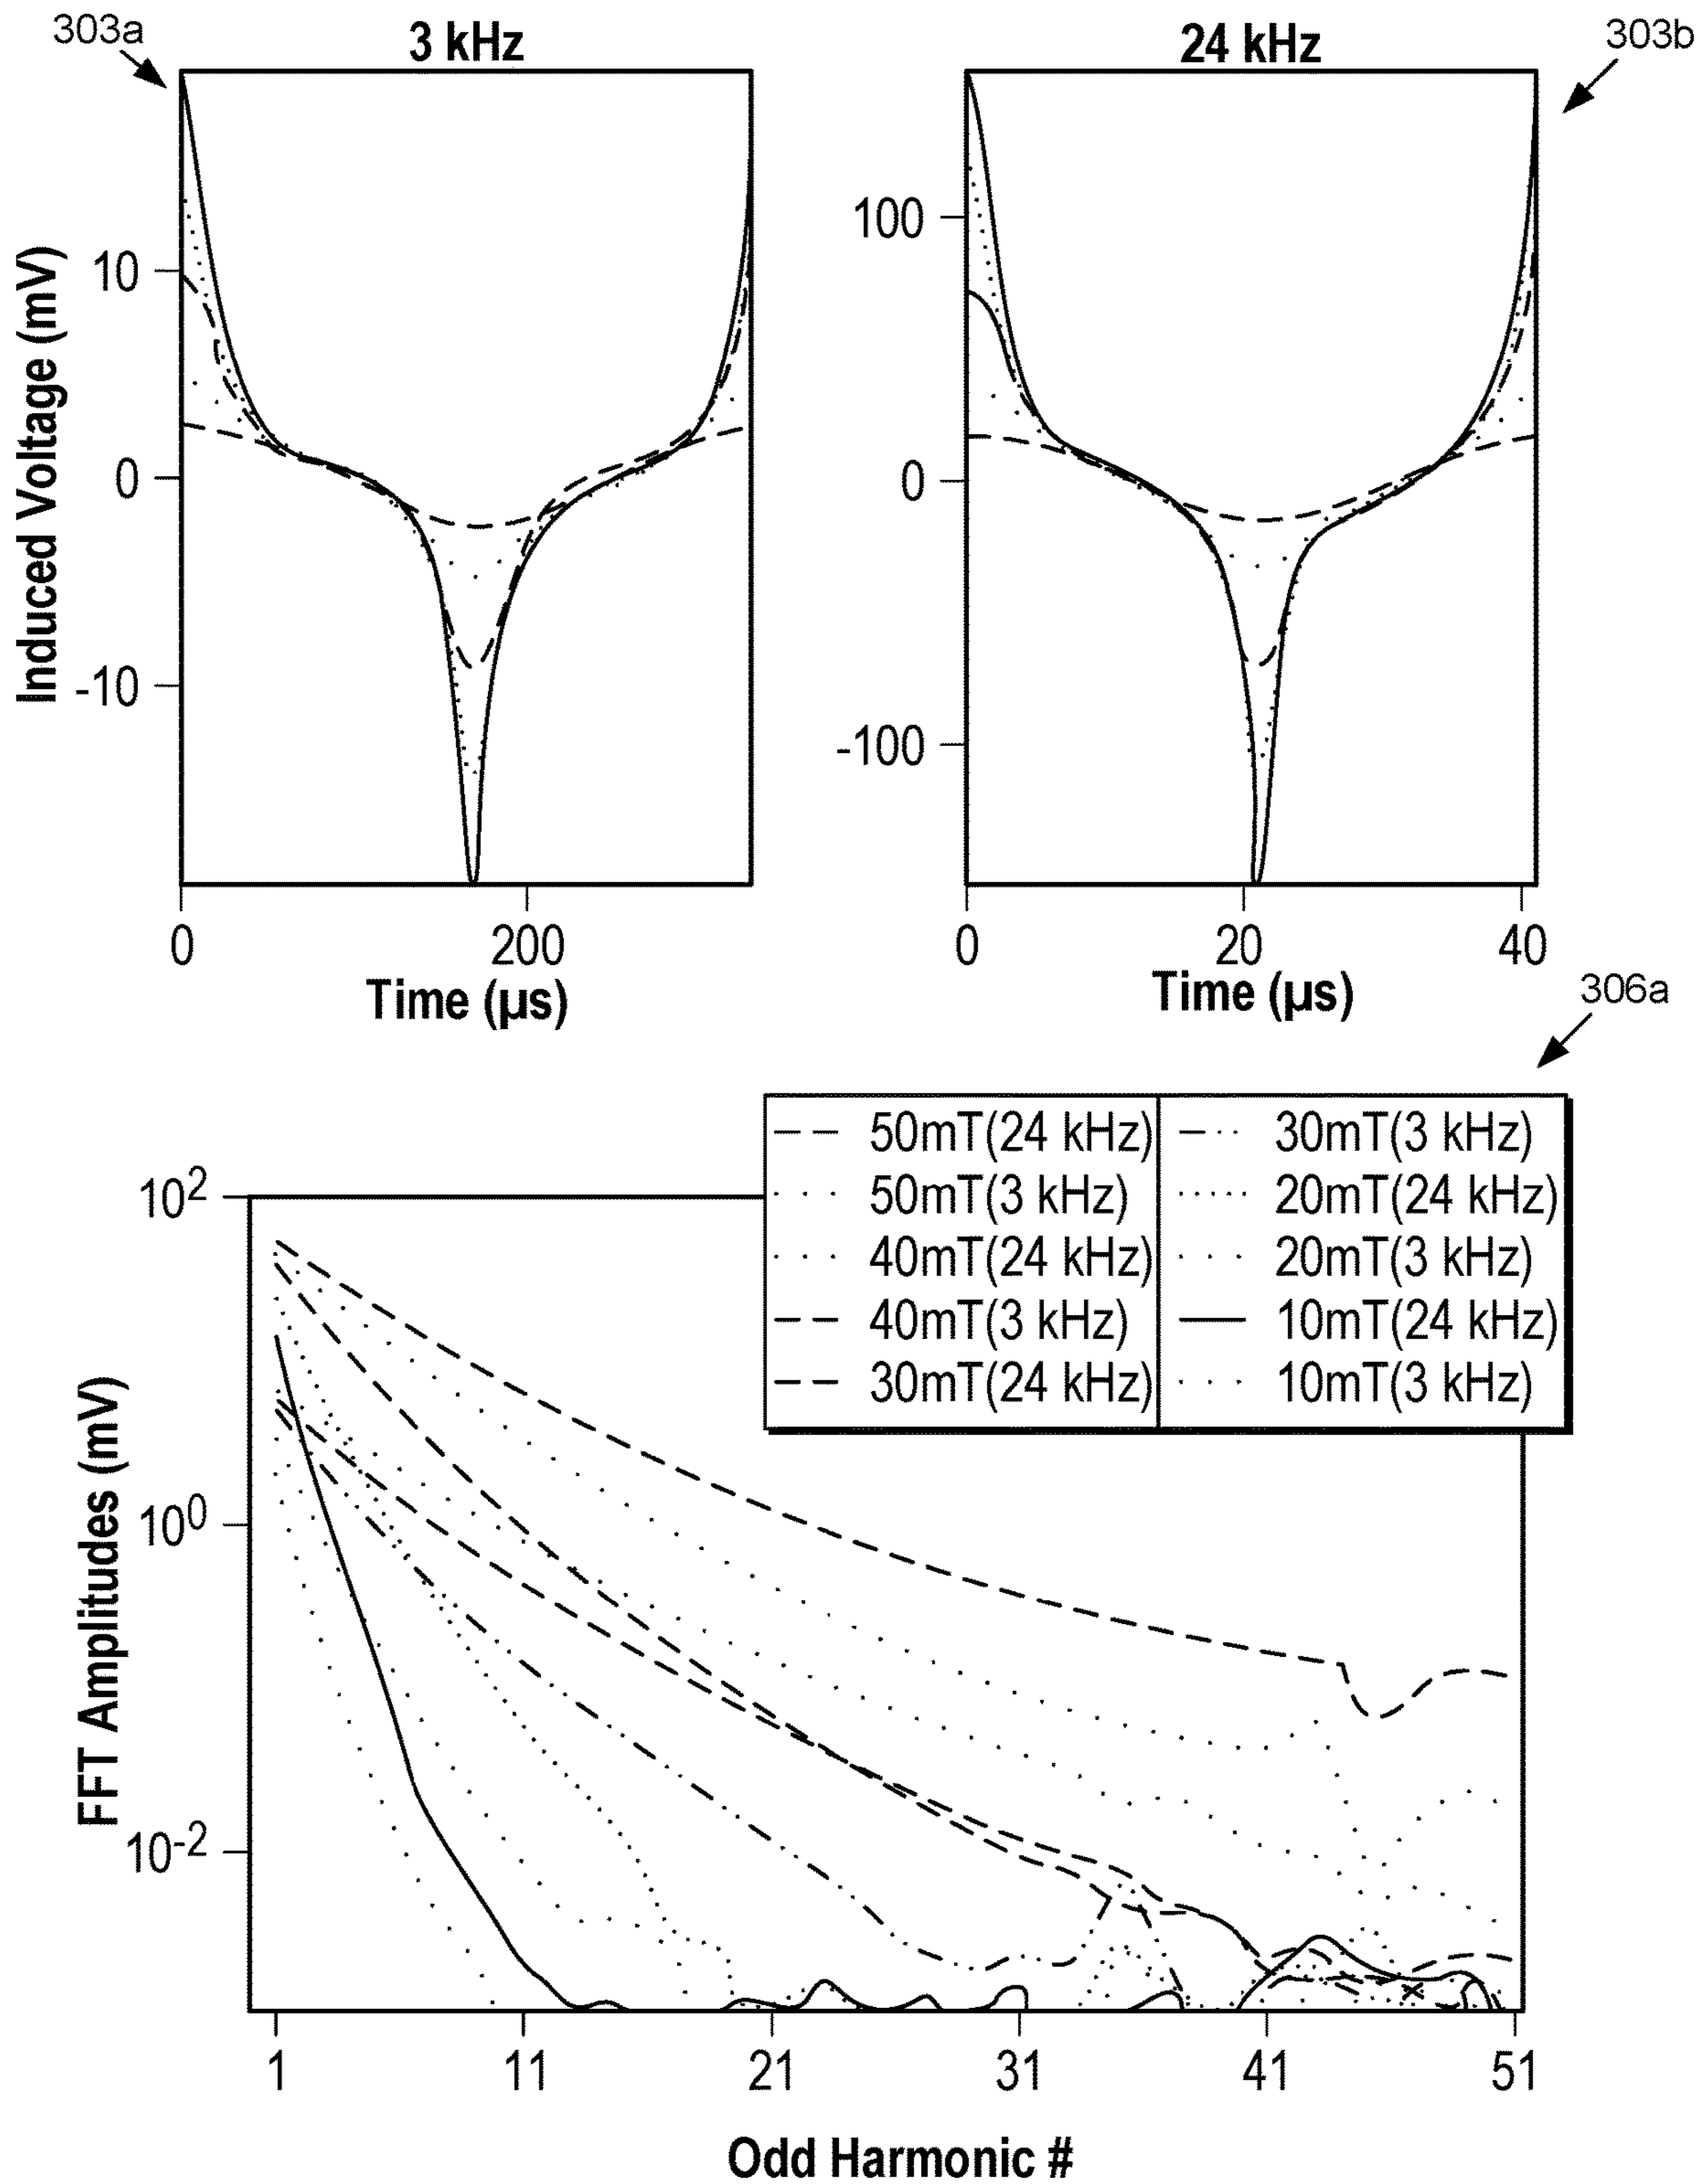 303a
3 kHz
24 kHz
303b
Induced Voltage (mV)
10
0
-10
0
200
Time (µs)
100
0
-100
0
20
40
Time (µs)
306a
50mT(24 kHz)
50mT(3 kHz)
40mT(24 kHz)
40mT(3 kHz)
30mT(24 kHz)
30mT(3 kHz)
20mT(24 kHz)
20mT(3 kHz)
10mT(24 kHz)
10mT(3 kHz)
FFT Amplitudes (mV)
10²
10⁰
10⁻²
1
11
21
31
41
51
Odd Harmonic #